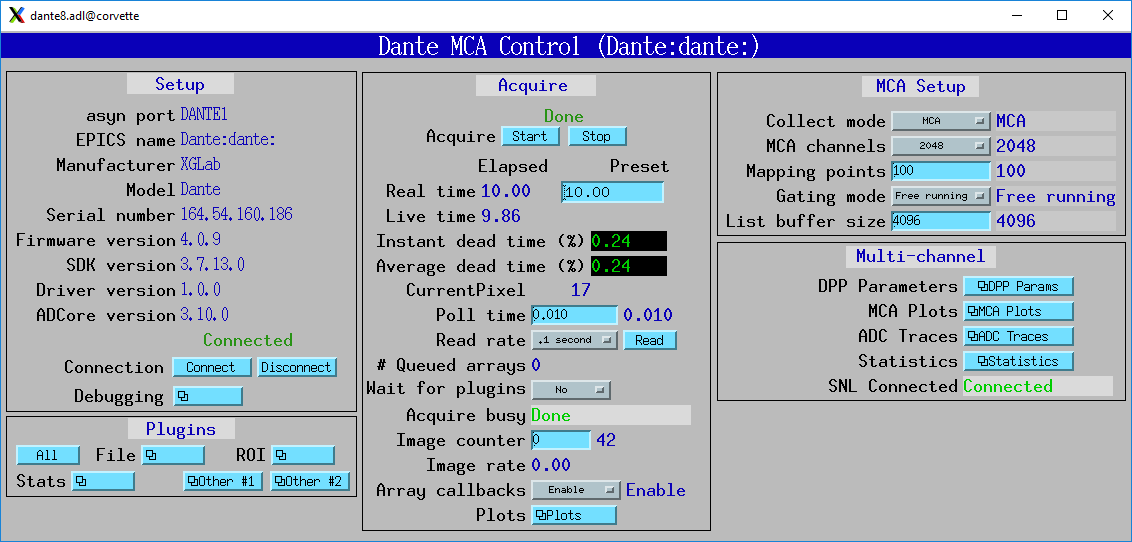 dante8.adl@corvette
Dante MCA Control (Dante:dante:)
Setup
asyn port DANTE1
EPICS name Dante:dante:
Manufacturer XGLab
Model Dante
Serial number 164.54.160.186
Firmware version 4.0.9
SDK version 3.7.13.0
Driver version 1.0.0
ADCore version 3.10.0
Connected
Connection Connect Disconnect
Debugging
Plugins
All File ROI
Stats Other #1 Other #2
Acquire
Done
Acquire Start Stop
Elapsed Preset
Real time 10.00 10.00
Live time 9.86
Instant dead time (%) 0.24
Average dead time (%) 0.24
CurrentPixel 17
Poll time 0.010 0.010
Read rate .1 second Read
# Queued arrays 0
Wait for plugins No
Acquire busy Done
Image counter 0 42
Image rate 0.00
Array callbacks Enable Enable
Plots Plots
MCA Setup
Collect mode MCA MCA
MCA channels 2048 2048
Mapping points 100 100
Gating mode Free running Free running
List buffer size 4096 4096
Multi-channel
DPP Parameters DPP Params
MCA Plots MCA Plots
ADC Traces ADC Traces
Statistics Statistics
SNL Connected Connected